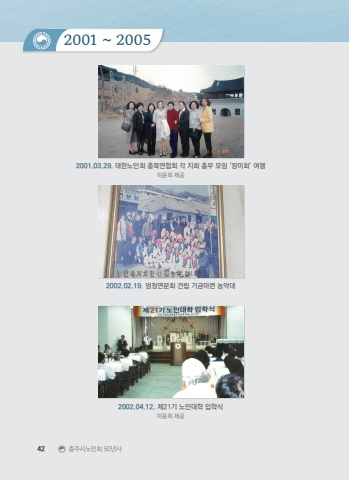 2001 ~ 2005
2001.03.29. 대한노인회 충북연합회 각 지회 총무 모임 '장미회' 여행
이윤희 제공
2002.02.19. 엄정면분회 건립 기금마련 농악대
제21기 노인대학 입학식
2002.04.12. 제21기 노인대학 입학식
이윤희 제공
42
충주시노인회 50년사